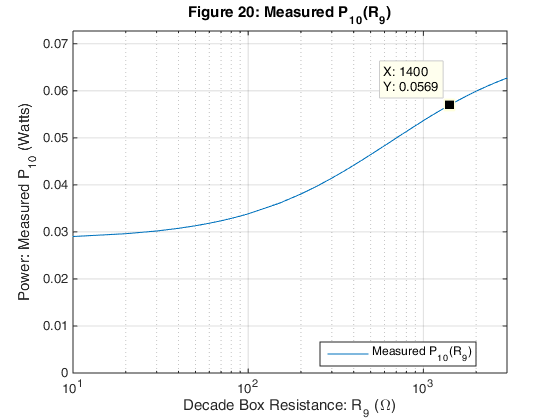 Figure 20: Measured P10(R9)
0.07
0.06
0.05
0.04
0.03
0.02
0.01
0
X: 1400
Y: 0.0569
Power: Measured P10 (Watts)
Measured P10(R9)
10^1
10^2
10^3
Decade Box Resistance: R9 (Ω)